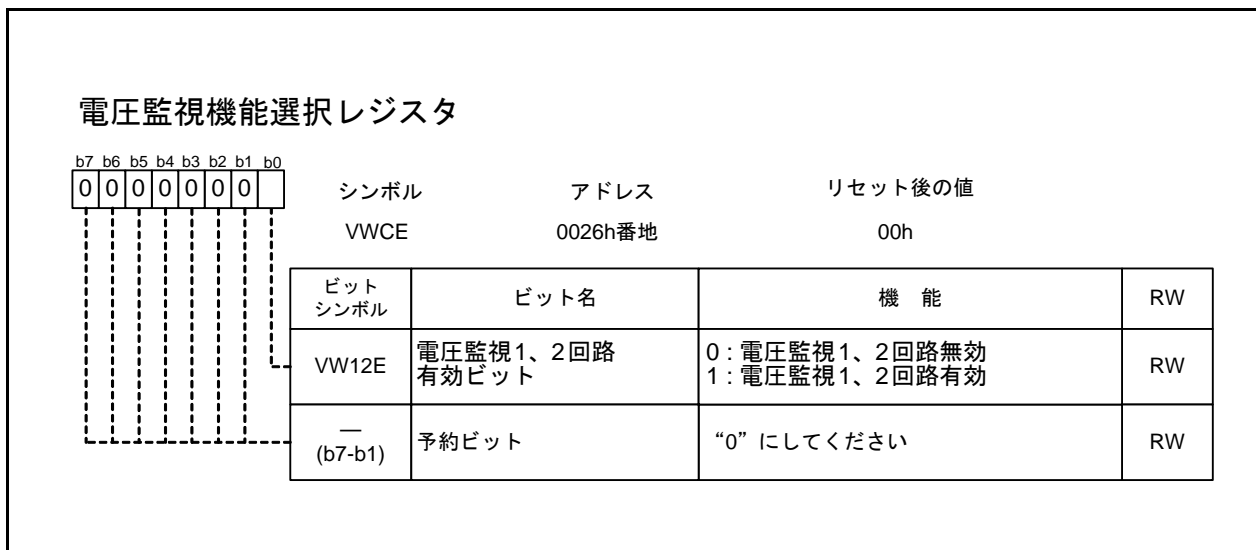 電圧監視機能選択レジスタ
b7 b6 b5 b4 b3 b2 b1 b0
0 0 0 0 0 0 0
シンボル アドレス リセット後の値
VWCE 0026h番地 00h
ビット
シンボル
ビット名 機 能 RW
VW12E
電圧監視1、2回路
有効ビット
0 : 電圧監視1、2回路無効
1 : 電圧監視1、2回路有効
RW
—
(b7-b1)
予約ビット
“0”にしてください
RW